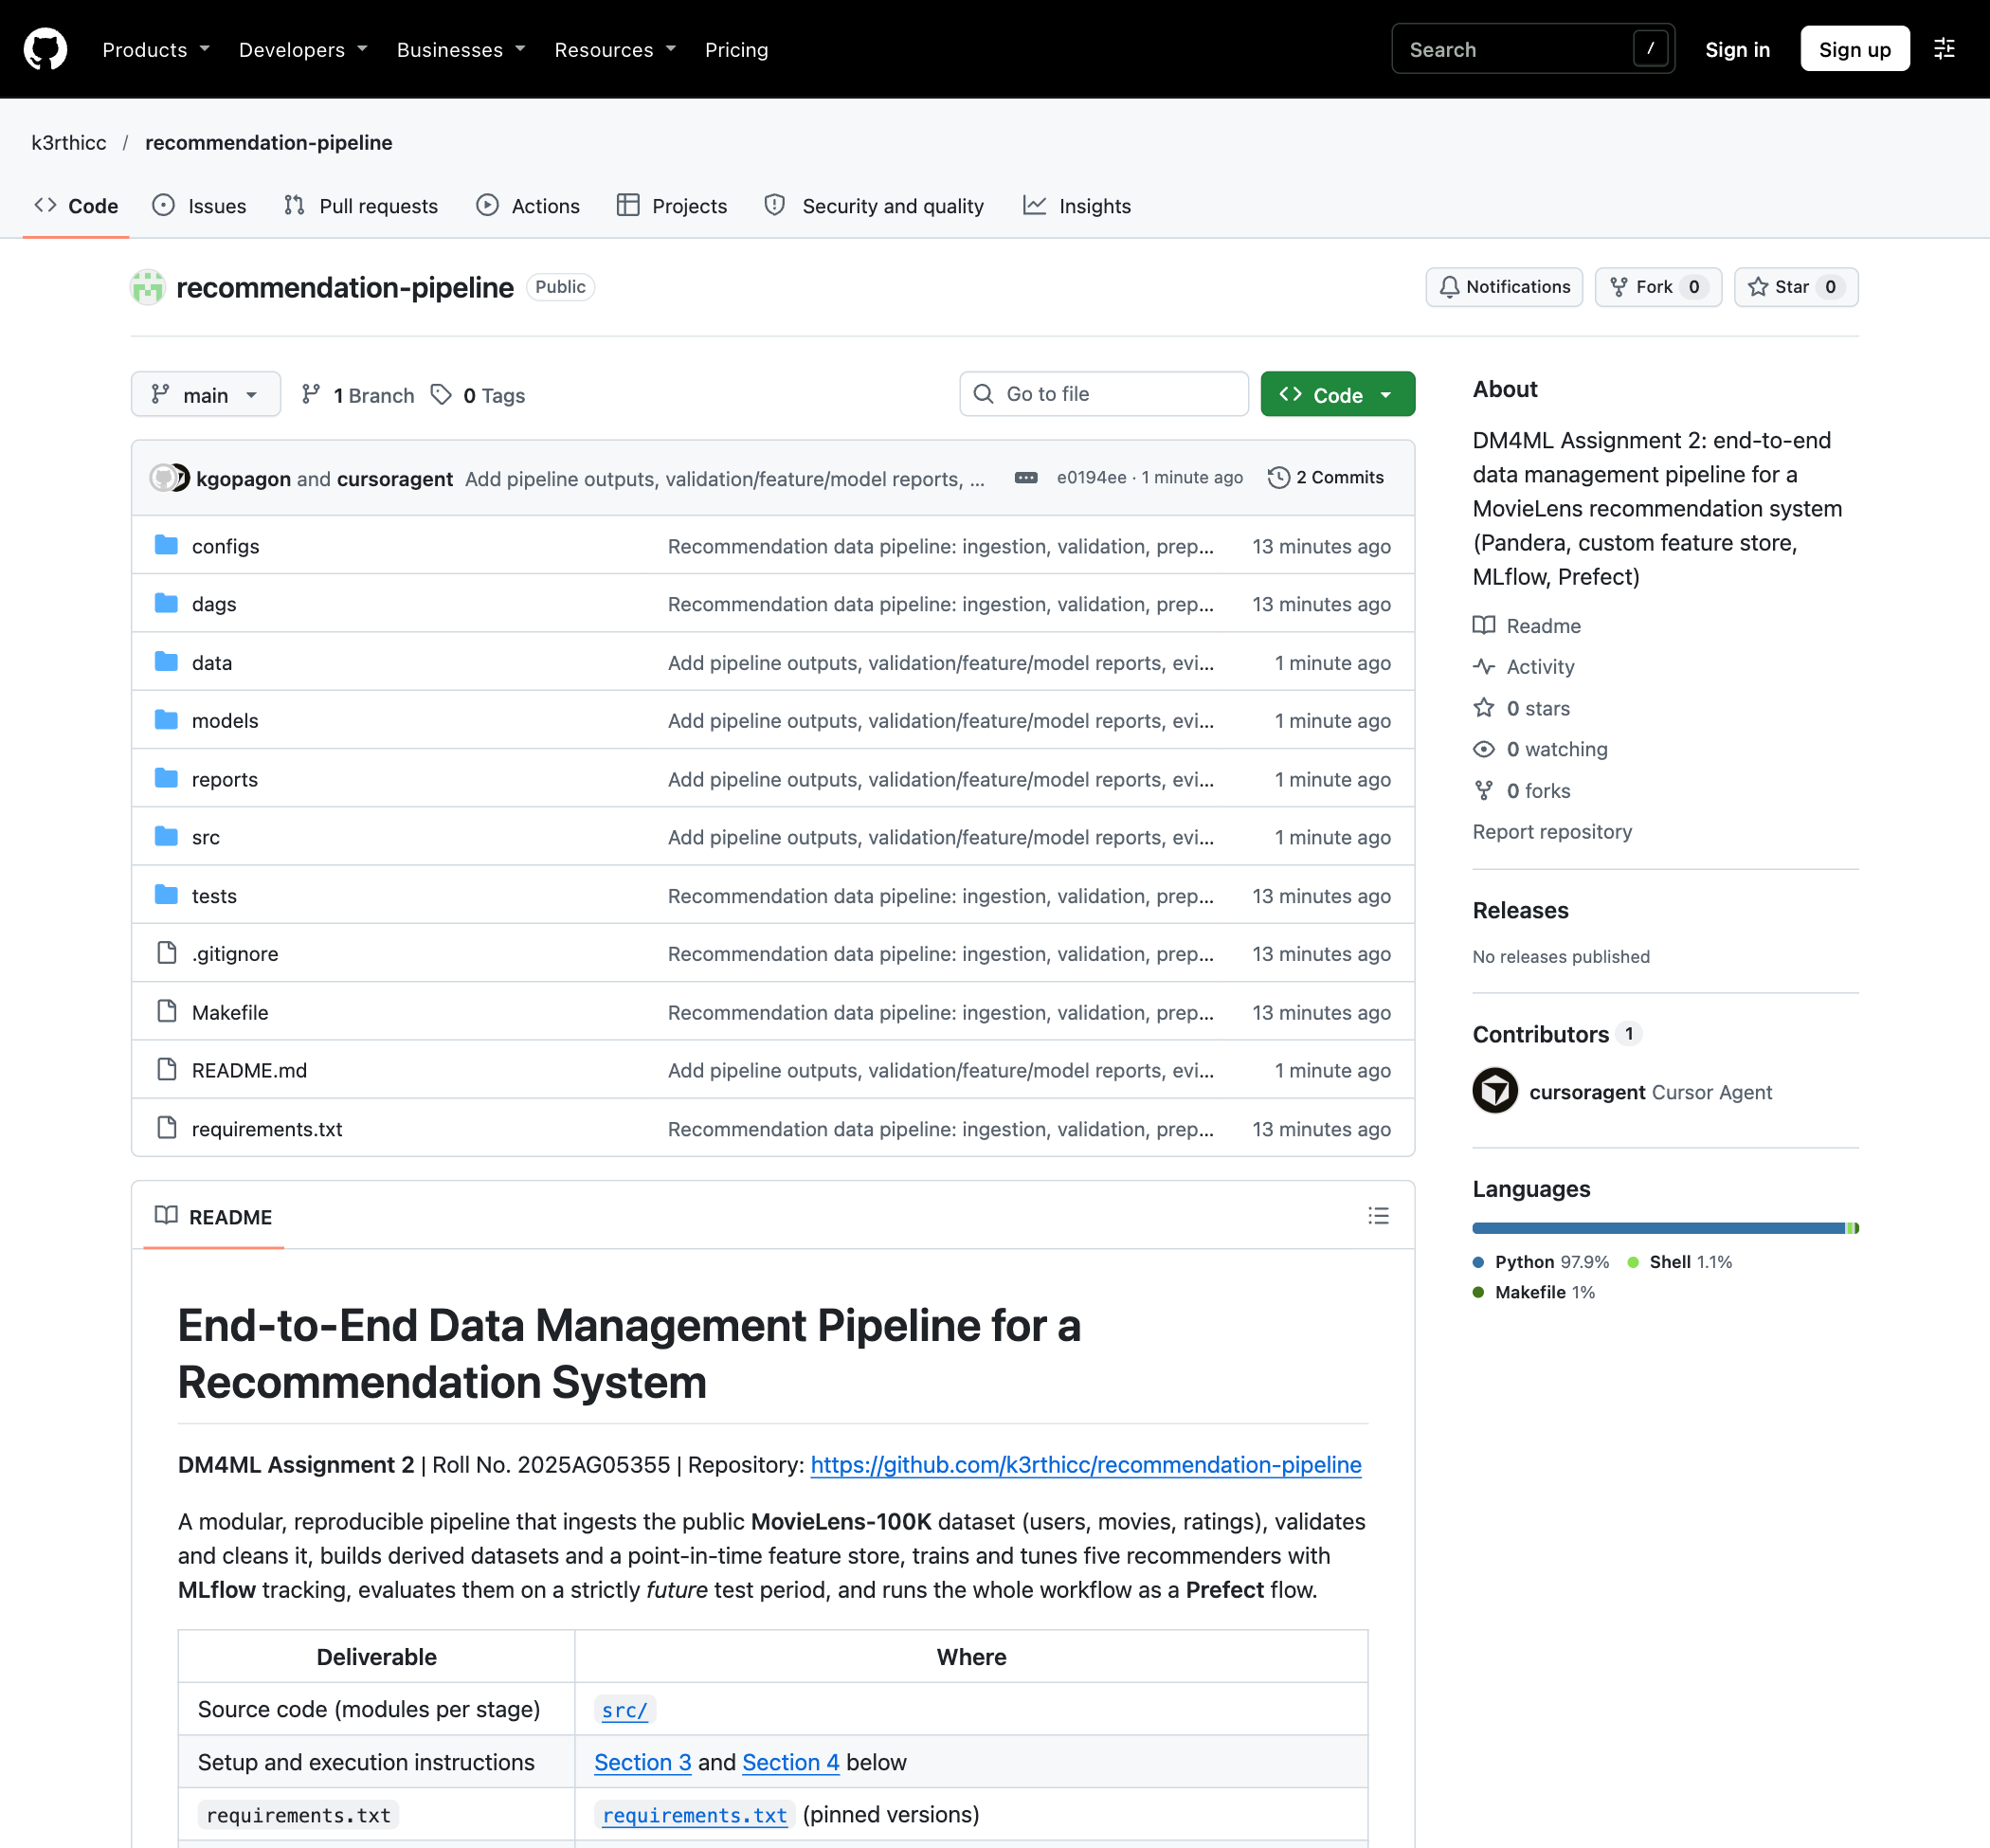 Products Developers Businesses Resources Pricing Search / Sign in Sign up
k3rthicc / recommendation-pipeline
Code Issues Pull requests Actions Projects Security and quality Insights
recommendation-pipeline Public Notifications Fork 0 Star 0
main 1 Branch 0 Tags Go to file Code
kgopagon and cursoragent Add pipeline outputs, validation/feature/model reports, ... e0194ee · 1 minute ago 2 Commits
configs Recommendation data pipeline: ingestion, validation, prep... 13 minutes ago
dags Recommendation data pipeline: ingestion, validation, prep... 13 minutes ago
data Add pipeline outputs, validation/feature/model reports, evi... 1 minute ago
models Add pipeline outputs, validation/feature/model reports, evi... 1 minute ago
reports Add pipeline outputs, validation/feature/model reports, evi... 1 minute ago
src Add pipeline outputs, validation/feature/model reports, evi... 1 minute ago
tests Recommendation data pipeline: ingestion, validation, prep... 13 minutes ago
.gitignore Recommendation data pipeline: ingestion, validation, prep... 13 minutes ago
Makefile Recommendation data pipeline: ingestion, validation, prep... 13 minutes ago
README.md Add pipeline outputs, validation/feature/model reports, evi... 1 minute ago
requirements.txt Recommendation data pipeline: ingestion, validation, prep... 13 minutes ago
README
End-to-End Data Management Pipeline for a
Recommendation System
DM4ML Assignment 2 | Roll No. 2025AG05355 | Repository: https://github.com/k3rthicc/recommendation-pipeline
A modular, reproducible pipeline that ingests the public MovieLens-100K dataset (users, movies, ratings), validates
and cleans it, builds derived datasets and a point-in-time feature store, trains and tunes five recommenders with
MLflow tracking, evaluates them on a strictly future test period, and runs the whole workflow as a Prefect flow.
Deliverable Where
Source code (modules per stage) src/
Setup and execution instructions Section 3 and Section 4 below
requirements.txt requirements.txt (pinned versions)
About
DM4ML Assignment 2: end-to-end
data management pipeline for a
MovieLens recommendation system
(Pandera, custom feature store,
MLflow, Prefect)
Readme
Activity
0 stars
0 watching
0 forks
Report repository
Releases
No releases published
Contributors 1
cursoragent Cursor Agent
Languages
Python 97.9% Shell 1.1%
Makefile 1%